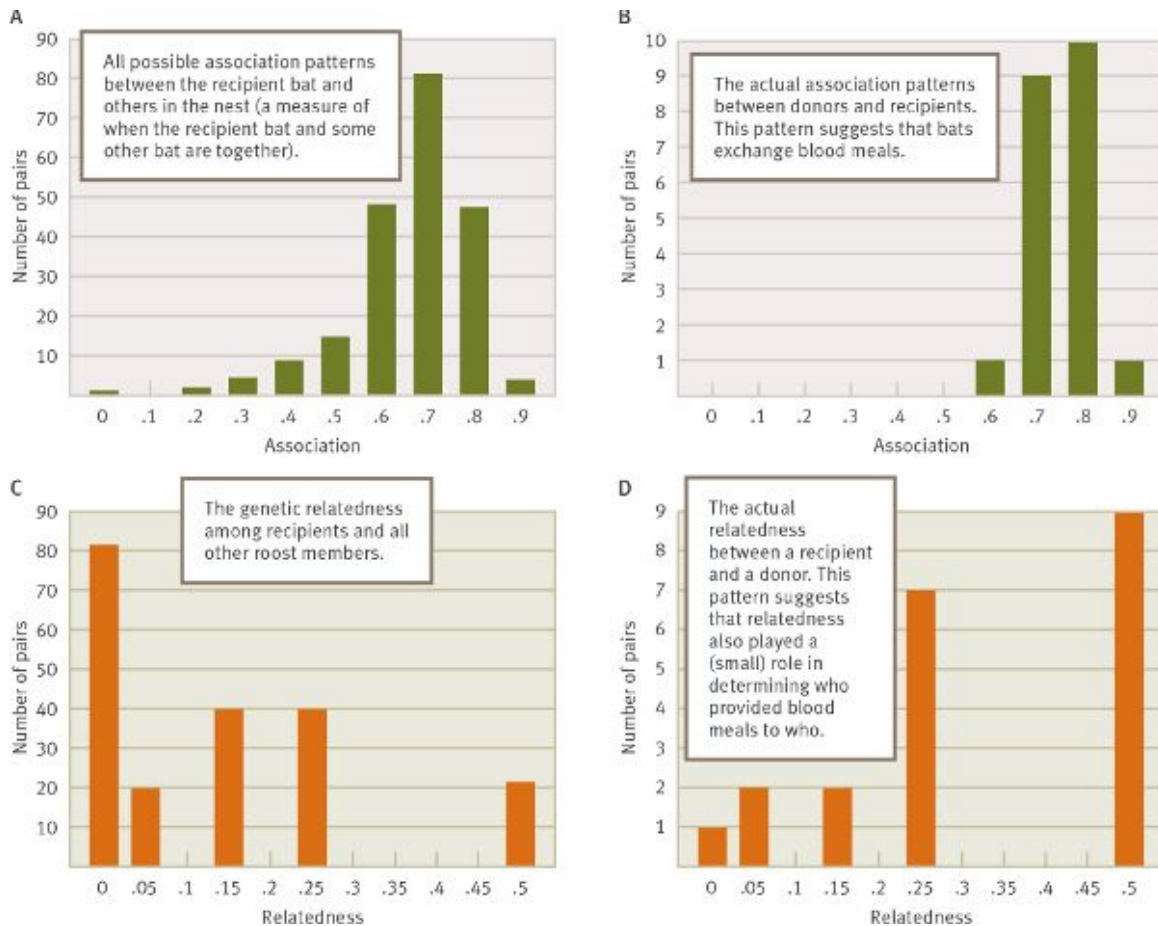 A
90
80
70
60
50
40
30
20
10
Number of pairs
All possible association patterns
between the recipient bat and
others in the nest (a measure of
when the recipient bat and some
other bat are together).
0 .1 .2 .3 .4 .5 .6 .7 .8 .9
Association
B
10
9
8
7
6
5
4
3
2
1
Number of pairs
The actual association patterns
between donors and recipients.
This pattern suggests that bats
exchange blood meals.
0 .1 .2 .3 .4 .5 .6 .7 .8 .9
Association
C
90
80
70
60
50
40
30
20
10
Number of pairs
The genetic relatedness
among recipients and all
other roost members.
0 .05 .1 .15 .2 .25 .3 .35 .4 .45 .5
Relatedness
D
9
8
7
6
5
4
3
2
1
Number of pairs
The actual
relatedness
between a recipient
and a donor. This
pattern suggests
that relatedness
also played a
(small) role in
determining who
provided blood
meals to who.
0 .05 .1 .15 .2 .25 .3 .35 .4 .45 .5
Relatedness